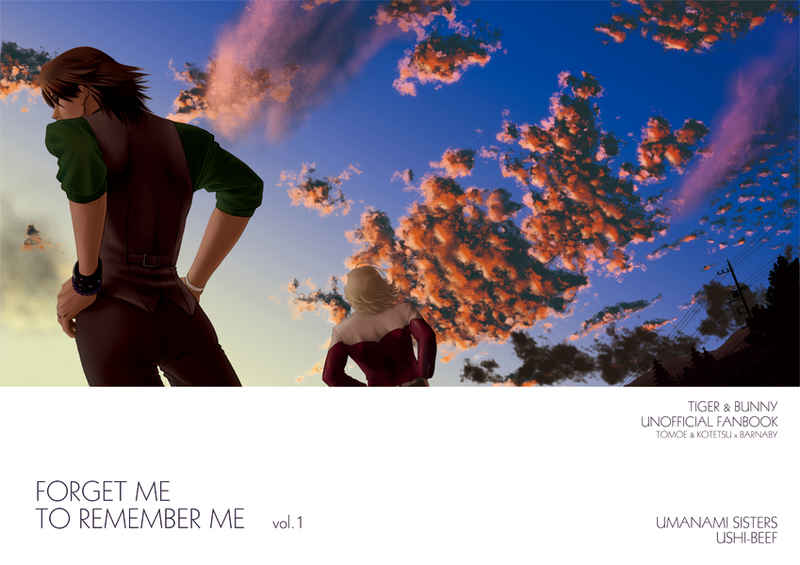 TIGER & BUNNY
UNOFFICIAL FANBOOK
TOMOE & KOTETSU x BARNABY
FORGET ME
TO REMEMBER ME vol.1
UMANAMI SISTERS
USHI-BEEF